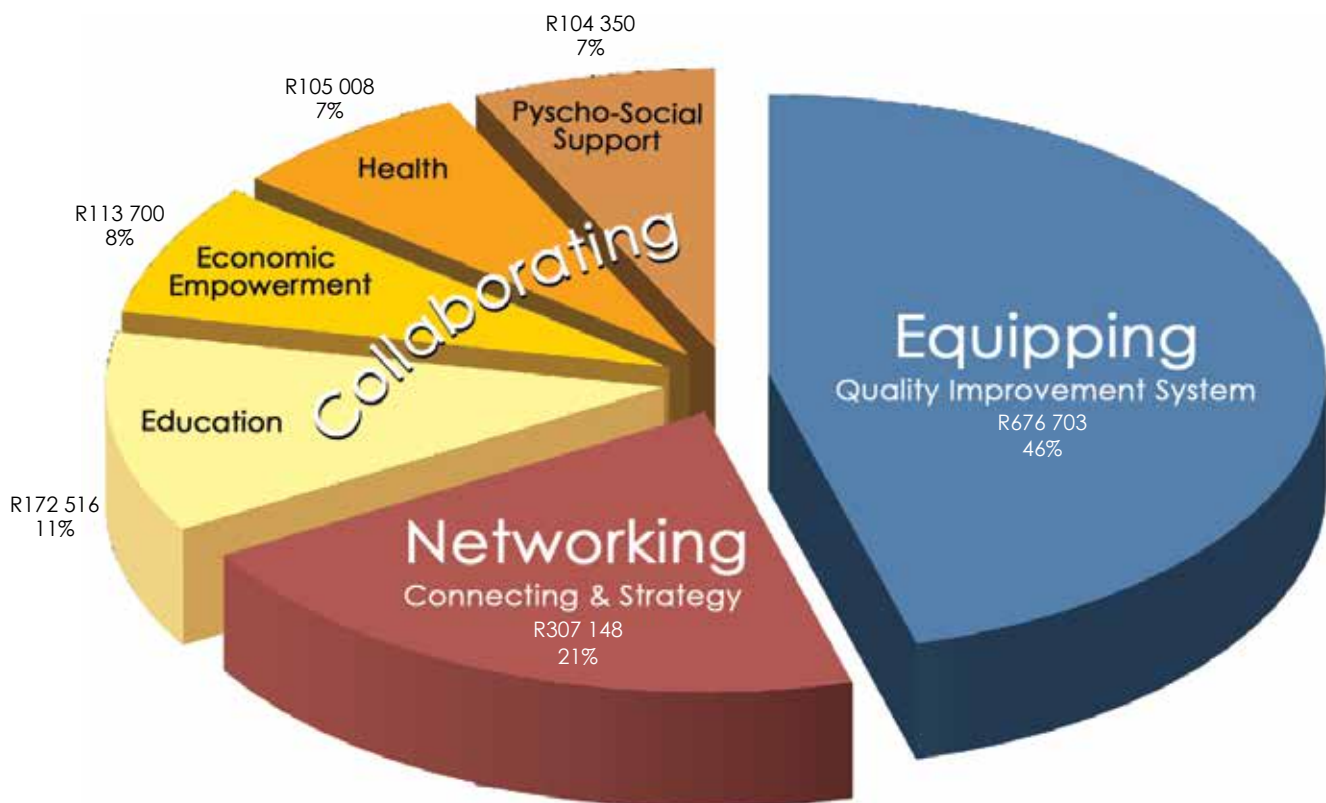 R104 350
7%
Pyscho-Social
Support
R105 008
7%
Health
R113 700
8%
Economic
Empowerment
Collaborating
Education
R172 516
11%
Equipping
Quality Improvement System
R676 703
46%
Networking
Connecting & Strategy
R307 148
21%